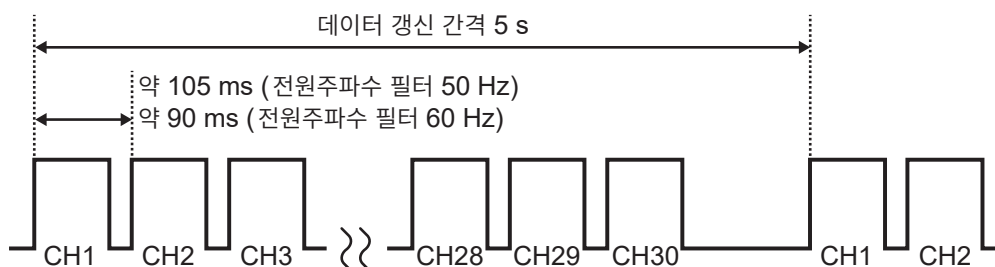 데이터 갱신 간격 5 s
약 105 ms (전원주파수 필터 50 Hz)
약 90 ms (전원주파수 필터 60 Hz)
CH1 CH2 CH3 CH28 CH29 CH30 CH1 CH2